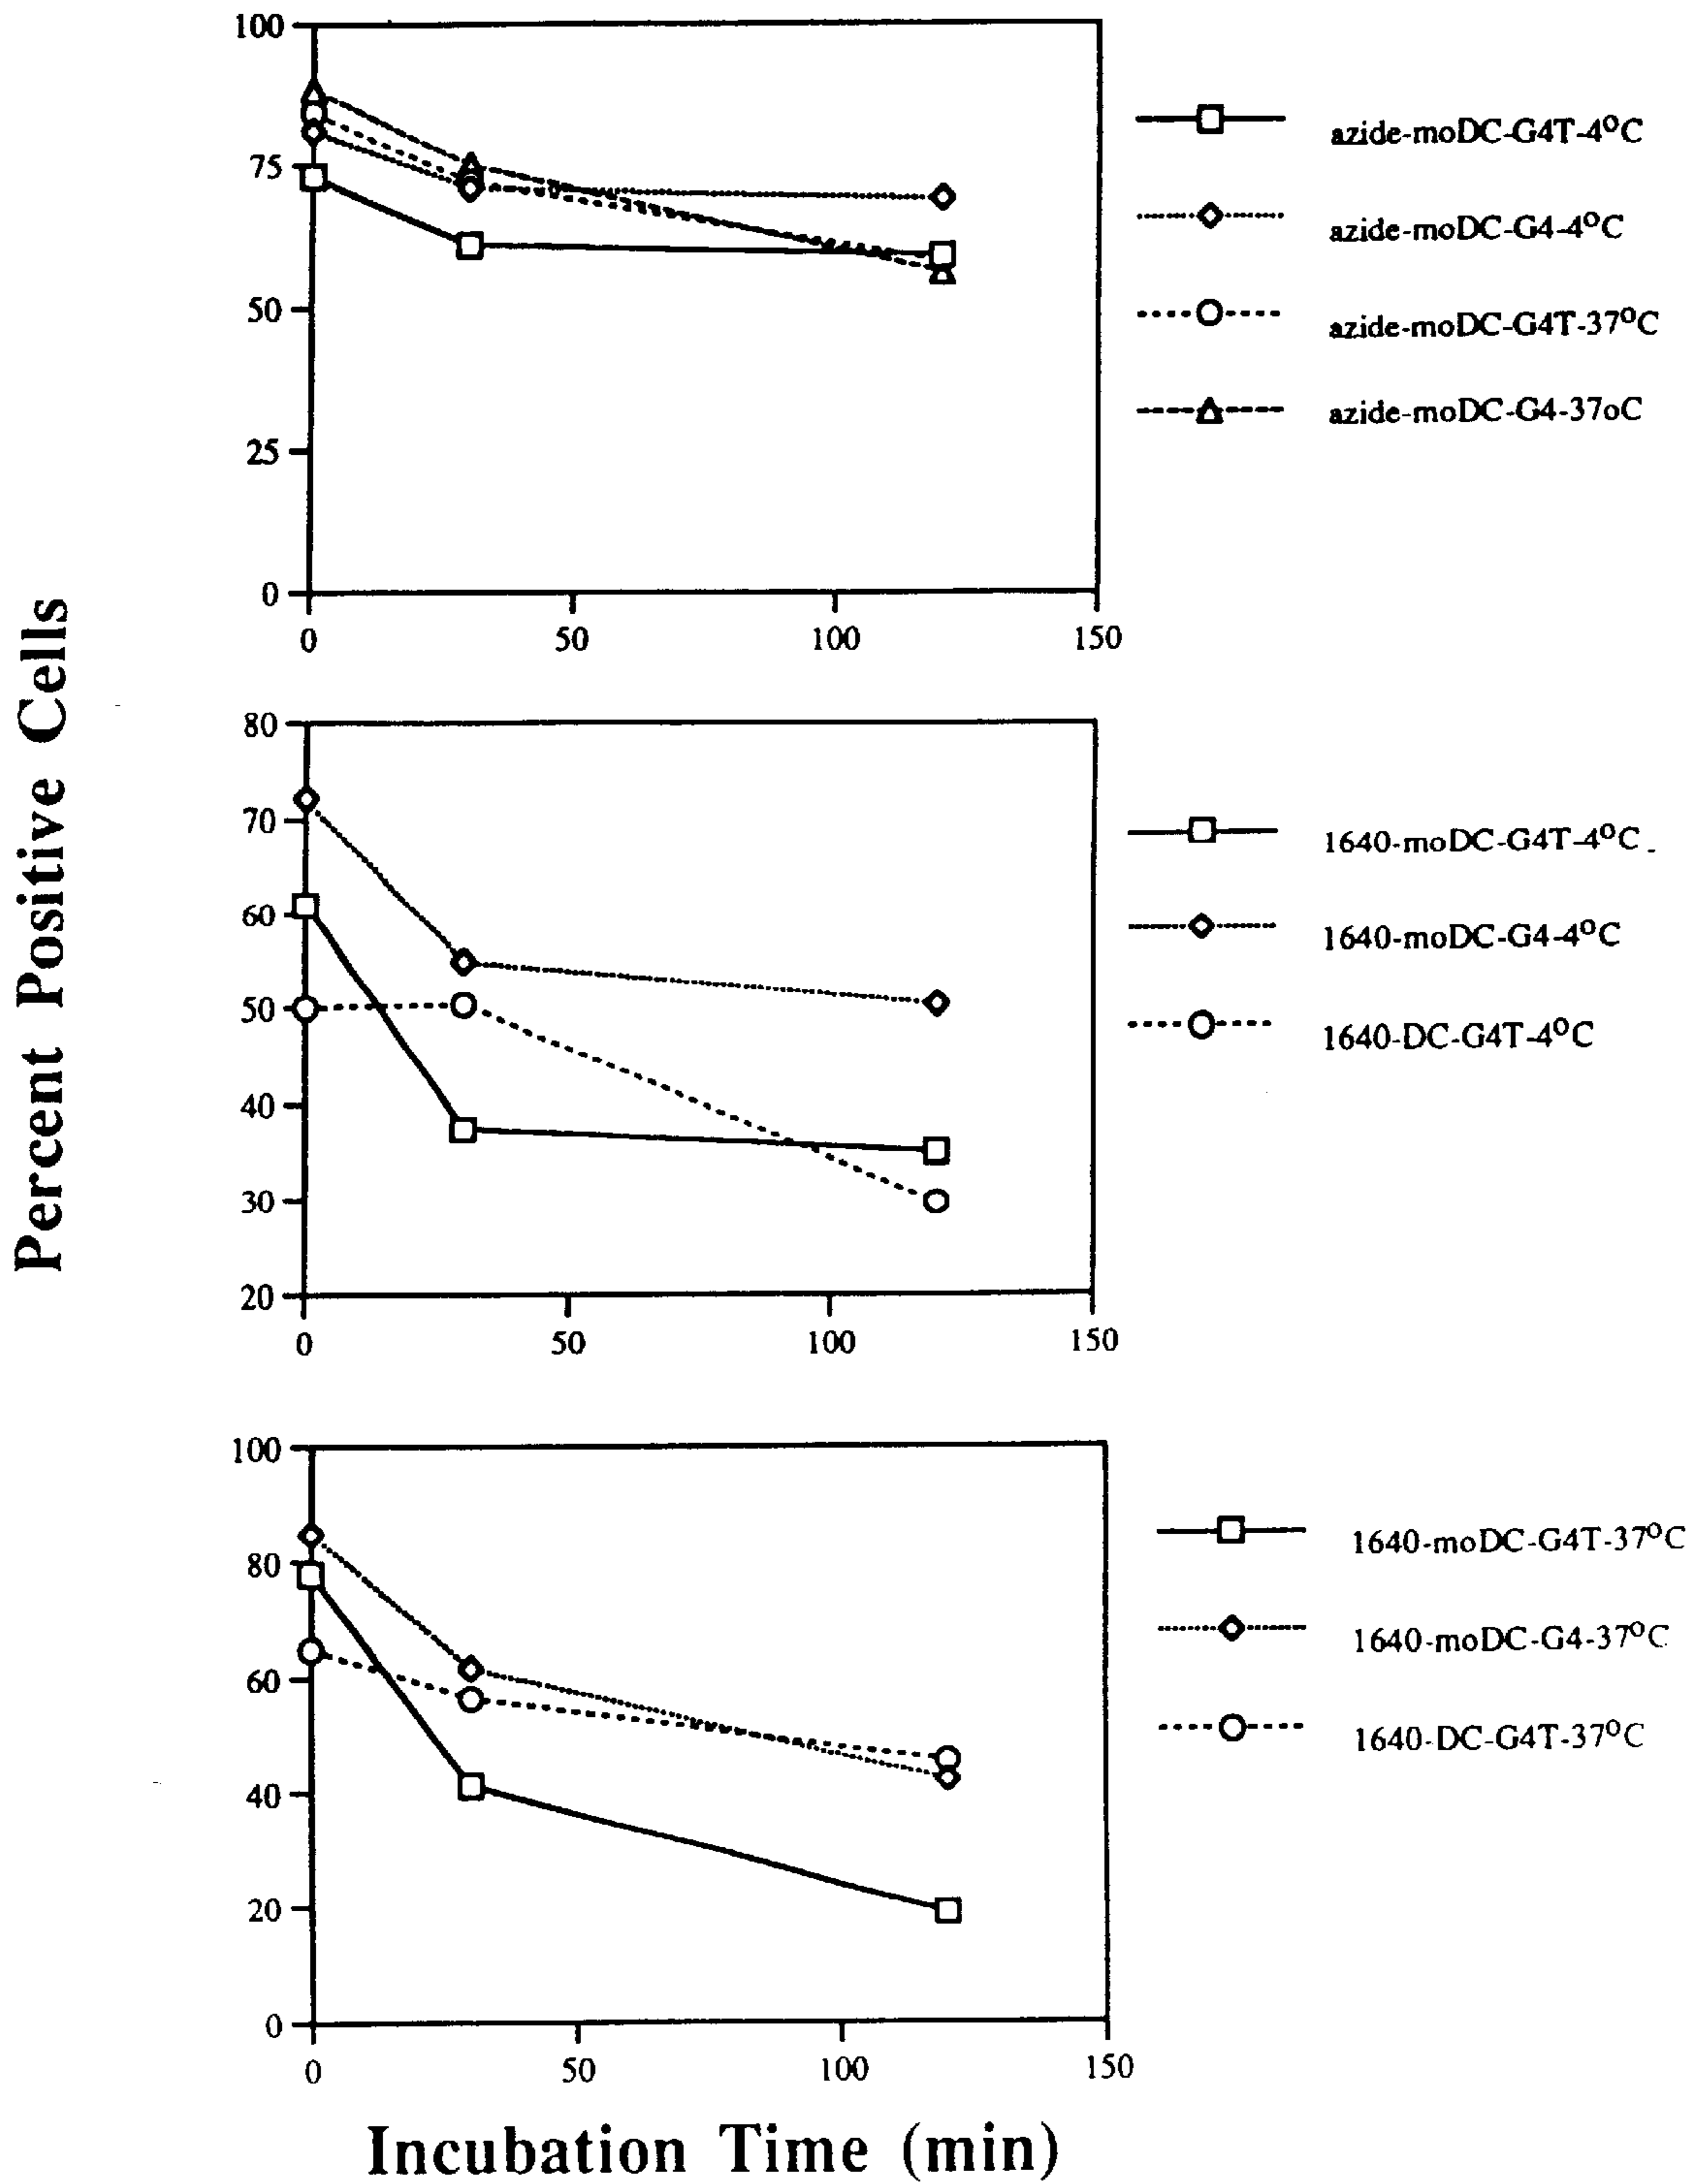 Percent Positive Cells
100
75
50
25
0
0 50 100 150
azide-moDC-G4T-4°C
azide-moDC-G4-4°C
azide-moDC-G4T-37°C
azide-moDC-G4-37oC
80
70
60
50
40
30
20
0 50 100 150
1640-moDC-G4T-4°C
1640-moDC-G4-4°C
1640-DC-G4T-4°C
100
80
60
40
20
0
0 50 100 150
1640-moDC-G4T-37°C
1640-moDC-G4-37°C
1640-DC-G4T-37°C
Incubation Time (min)